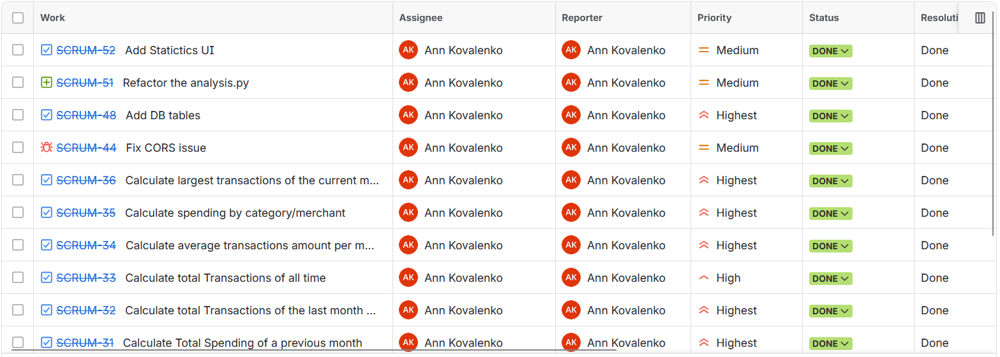 Work Assignee Reporter Priority Status Resoluti
SCRUM-52 Add Statictics UI AK Ann Kovalenko AK Ann Kovalenko Medium DONE Done
SCRUM-51 Refactor the analysis.py AK Ann Kovalenko AK Ann Kovalenko Medium DONE Done
SCRUM-48 Add DB tables AK Ann Kovalenko AK Ann Kovalenko Highest DONE Done
SCRUM-44 Fix CORS issue AK Ann Kovalenko AK Ann Kovalenko Medium DONE Done
SCRUM-36 Calculate largest transactions of the current m... AK Ann Kovalenko AK Ann Kovalenko Highest DONE Done
SCRUM-35 Calculate spending by category/merchant AK Ann Kovalenko AK Ann Kovalenko Highest DONE Done
SCRUM-34 Calculate average transactions amount per m... AK Ann Kovalenko AK Ann Kovalenko Highest DONE Done
SCRUM-33 Calculate total Transactions of all time AK Ann Kovalenko AK Ann Kovalenko High DONE Done
SCRUM-32 Calculate total Transactions of the last month ... AK Ann Kovalenko AK Ann Kovalenko Highest DONE Done
SCRUM-31 Calculate Total Spending of a previous month AK Ann Kovalenko AK Ann Kovalenko Highest DONE Done